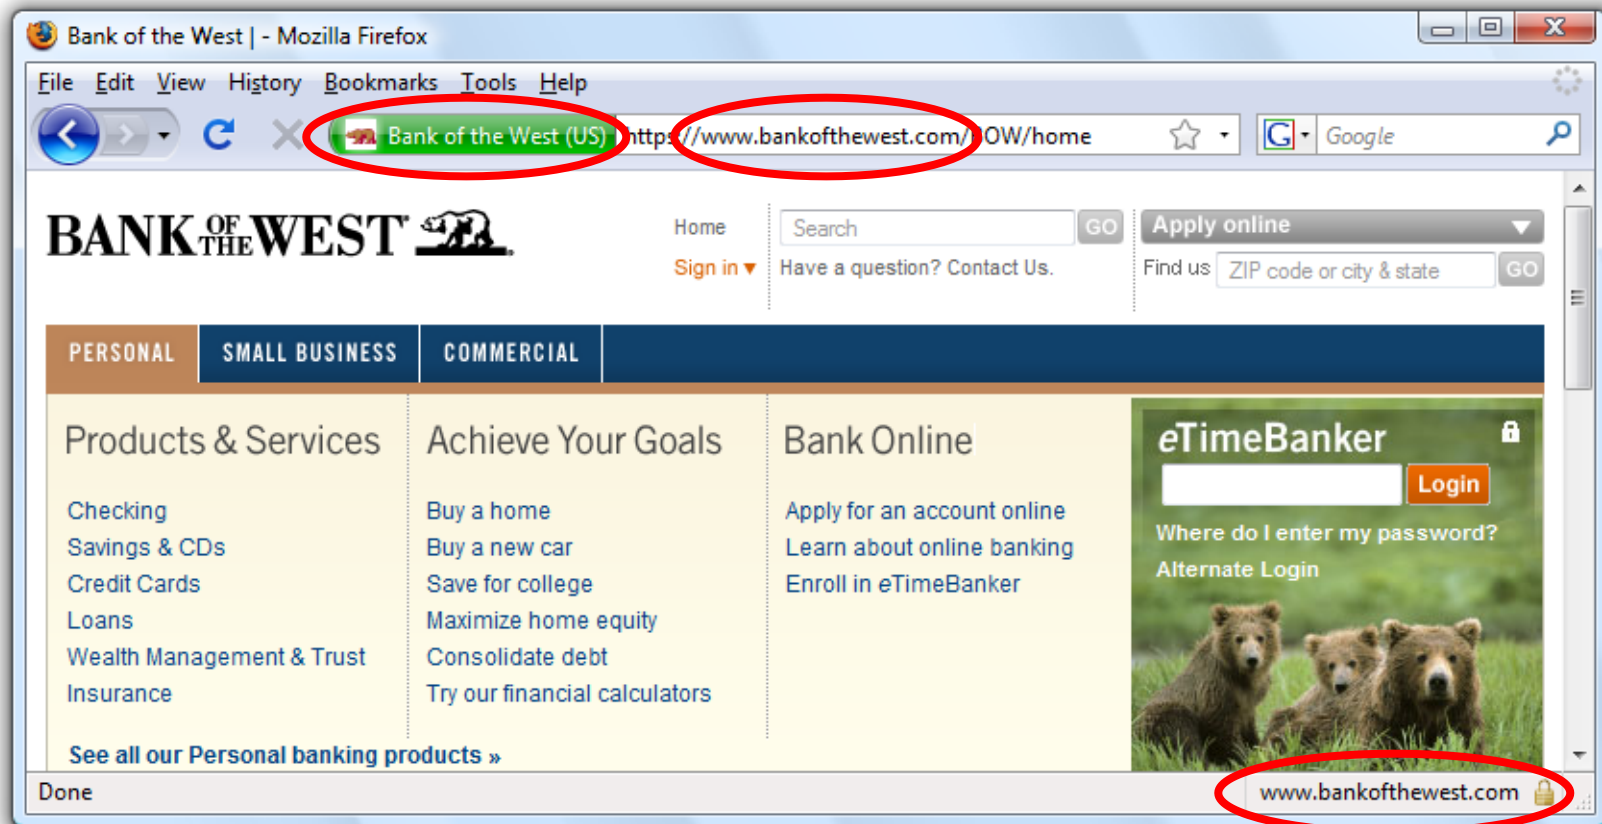 Bank of the West | - Mozilla Firefox
File Edit View History Bookmarks Tools Help
Bank of the West (US) https://www.bankofthewest.com/BOW/home G Google
BANK OF THE WEST
Home Search GO Apply online
Sign in ▾ Have a question? Contact Us. Find us ZIP code or city & state GO
PERSONAL SMALL BUSINESS COMMERCIAL
Products & Services
Checking
Savings & CDs
Credit Cards
Loans
Wealth Management & Trust
Insurance
See all our Personal banking products »
Achieve Your Goals
Buy a home
Buy a new car
Save for college
Maximize home equity
Consolidate debt
Try our financial calculators
Bank Online
Apply for an account online
Learn about online banking
Enroll in eTimeBanker
eTimeBanker
Login
Where do I enter my password?
Alternate Login
Done www.bankofthewest.com